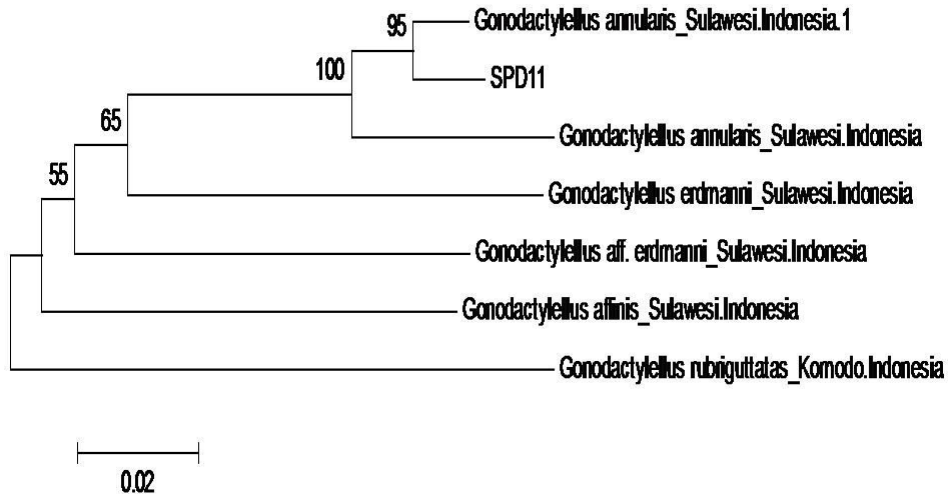 95
Gonodactylellus annularis_Sulawesi.Indonesia.1
SPD11
100
Gonodactylellus annularis_Sulawesi.Indonesia
65
Gonodactylellus erdmanni_Sulawesi.Indonesia
55
Gonodactylellus aff. erdmanni_Sulawesi.Indonesia
Gonodactylellus affinis_Sulawesi.Indonesia
Gonodactylellus rubriguttatas_Komodo.Indonesia
0.02